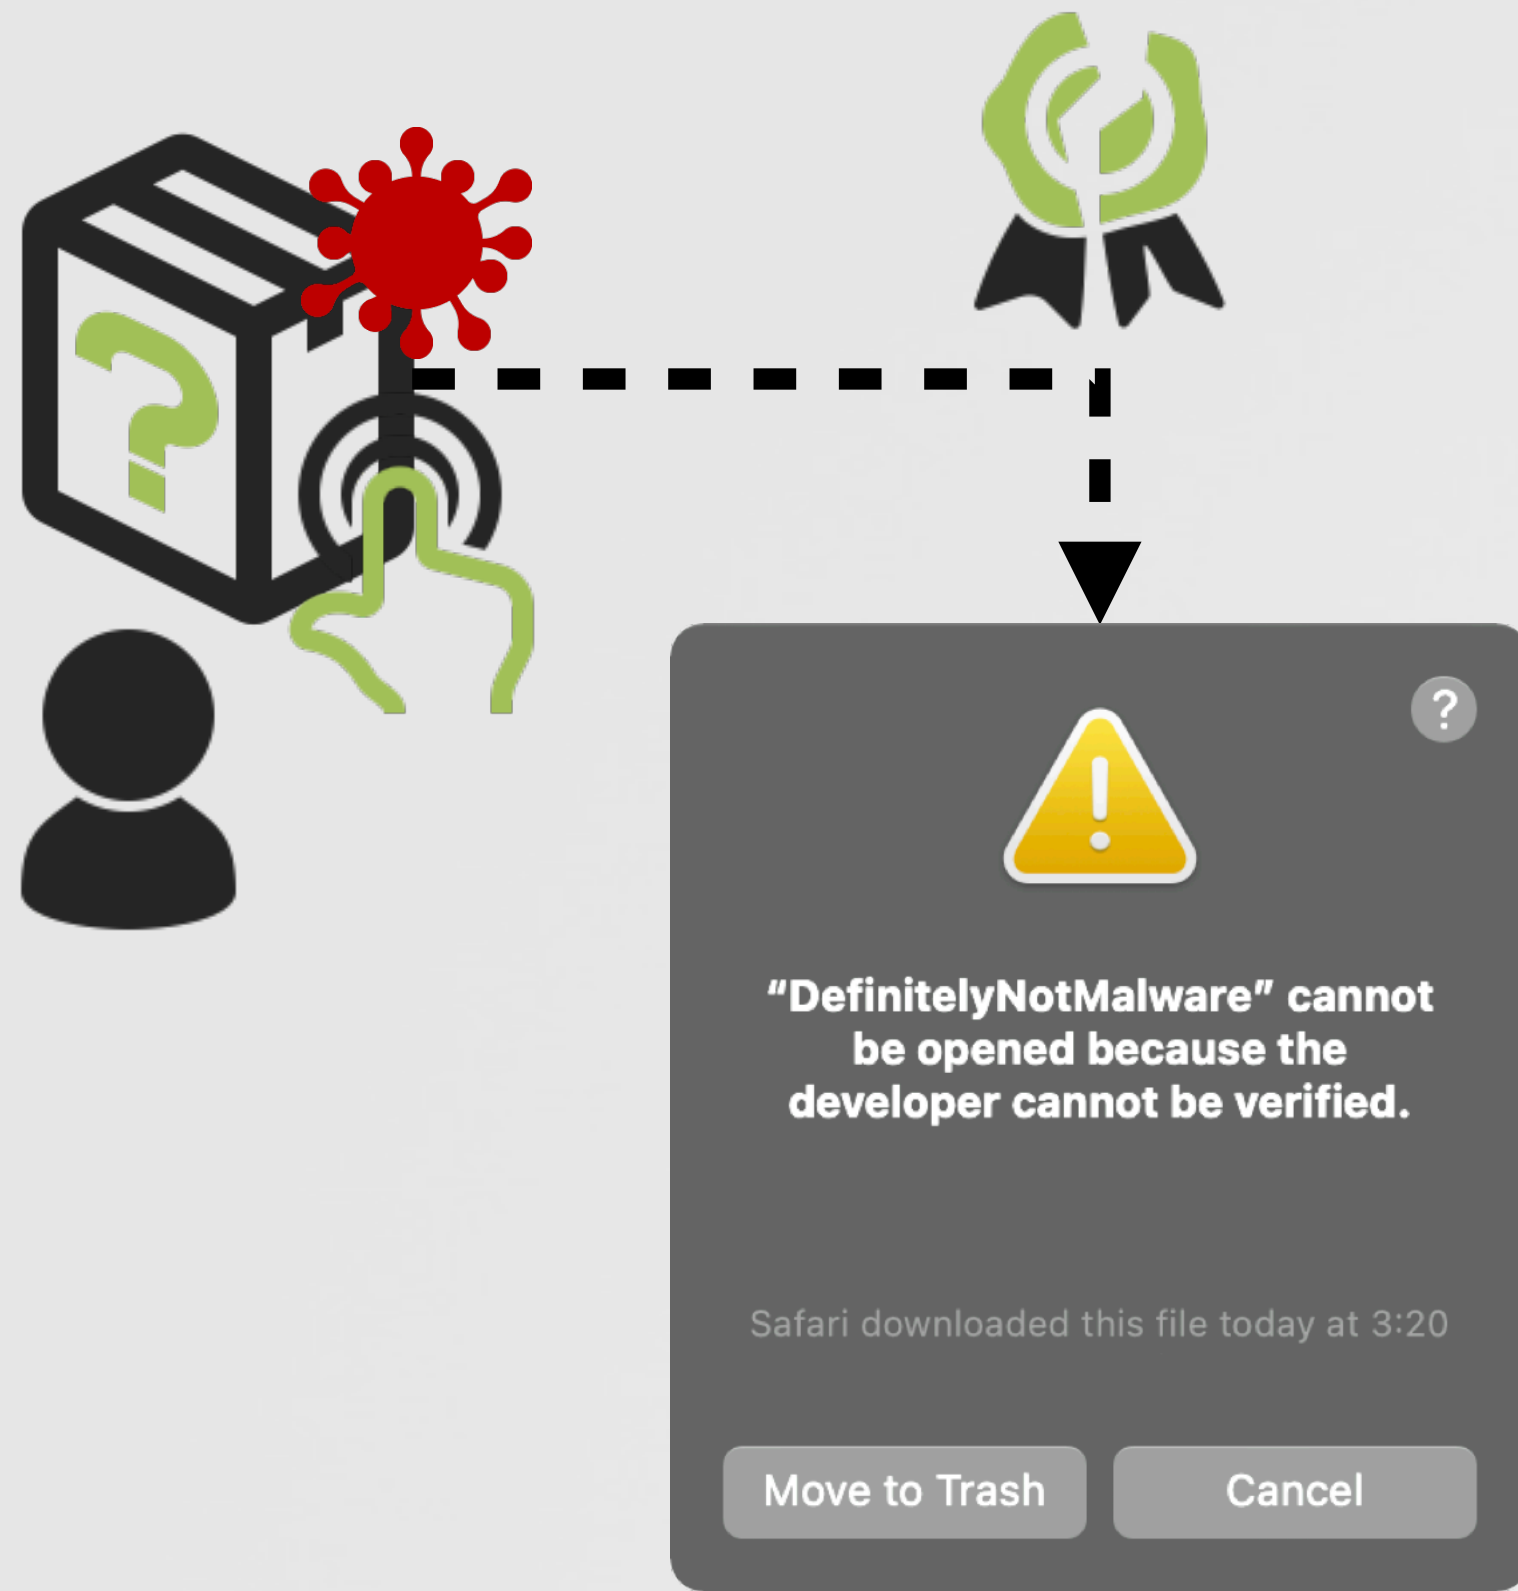 ?
?
“DefinitelyNotMalware” cannot
be opened because the
developer cannot be verified.
Safari downloaded this file today at 3:20
Move to Trash
Cancel